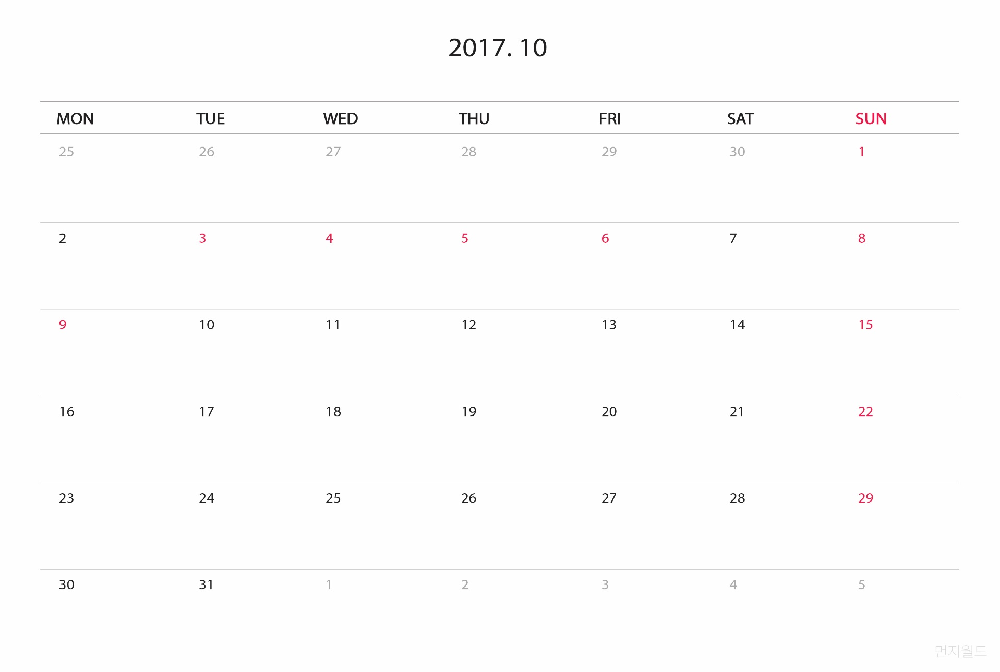 2017. 10
MON TUE WED THU FRI SAT SUN
25 26 27 28 29 30 1
2 3 4 5 6 7 8
9 10 11 12 13 14 15
16 17 18 19 20 21 22
23 24 25 26 27 28 29
30 31 1 2 3 4 5
먼지월드